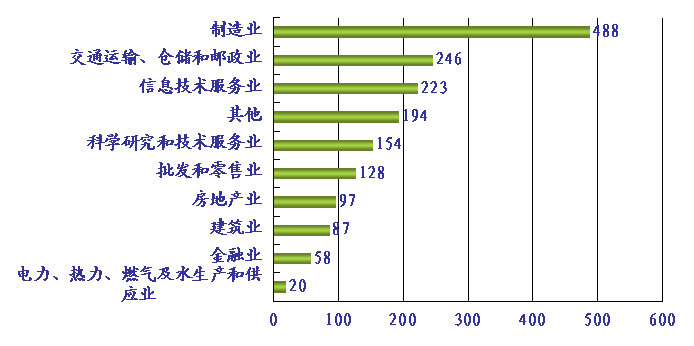 制造业 488
交通运输、仓储和邮政业 246
信息技术服务业 223
其他 194
科学研究和技术服务业 154
批发和零售业 128
房地产业 97
建筑业 87
金融业 58
电力、热力、燃气及水生产和供
应业 20
0 100 200 300 400 500 600